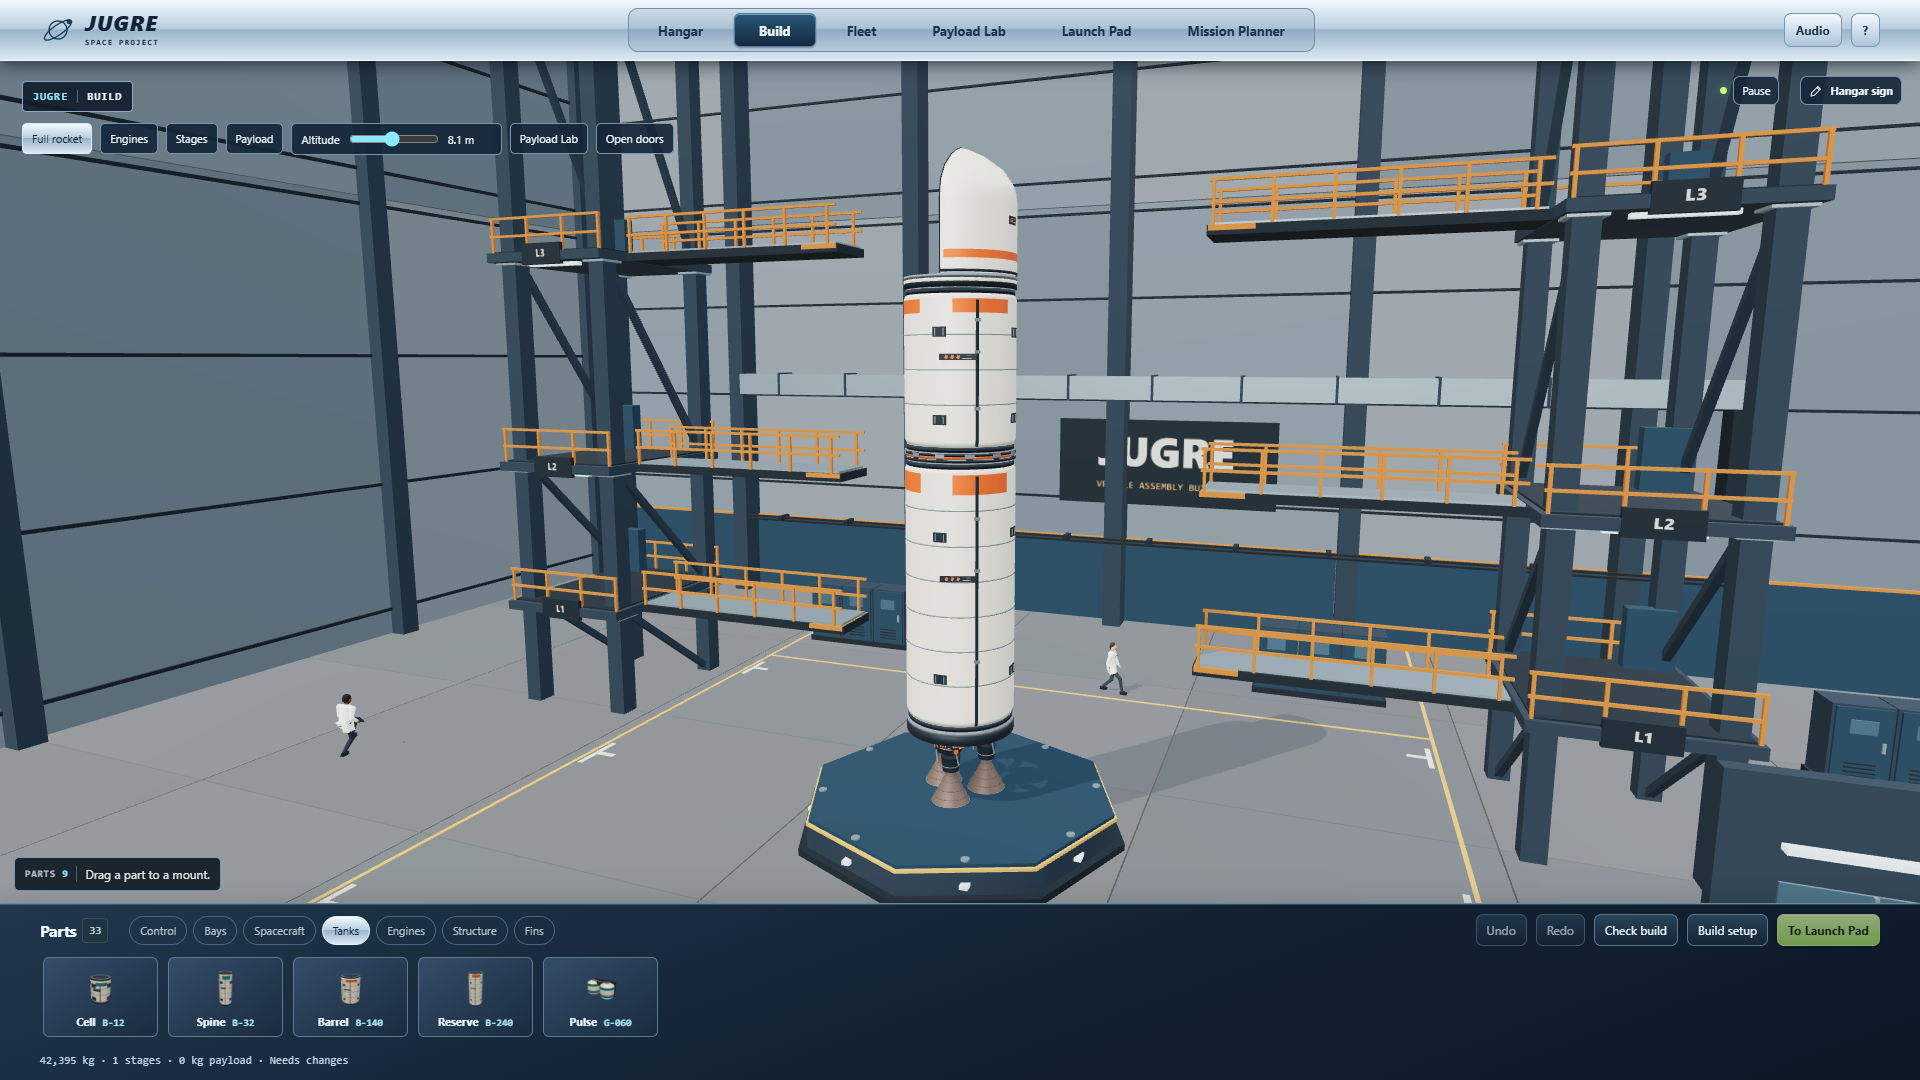 JUGRE
SPACE PROJECT
Hangar
Build
Fleet
Payload Lab
Launch Pad
Mission Planner
Audio
?
JUGRE | BUILD
Pause
Hangar sign
Full rocket
Engines
Stages
Payload
Altitude
8.1 m
Payload Lab
Open doors
L3
L3
L2
JUGRE
ASSEMBLY
L2
L1
L1
PARTS 9 | Drag a part to a mount.
Parts 33
Control
Bays
Spacecraft
Tanks
Engines
Structure
Fins
Undo
Redo
Check build
Build setup
To Launch Pad
Cell B-12
Spine B-32
Barrel B-140
Reserve B-240
Pulse G-060
42,395 kg · 1 stages · 0 kg payload · Needs changes